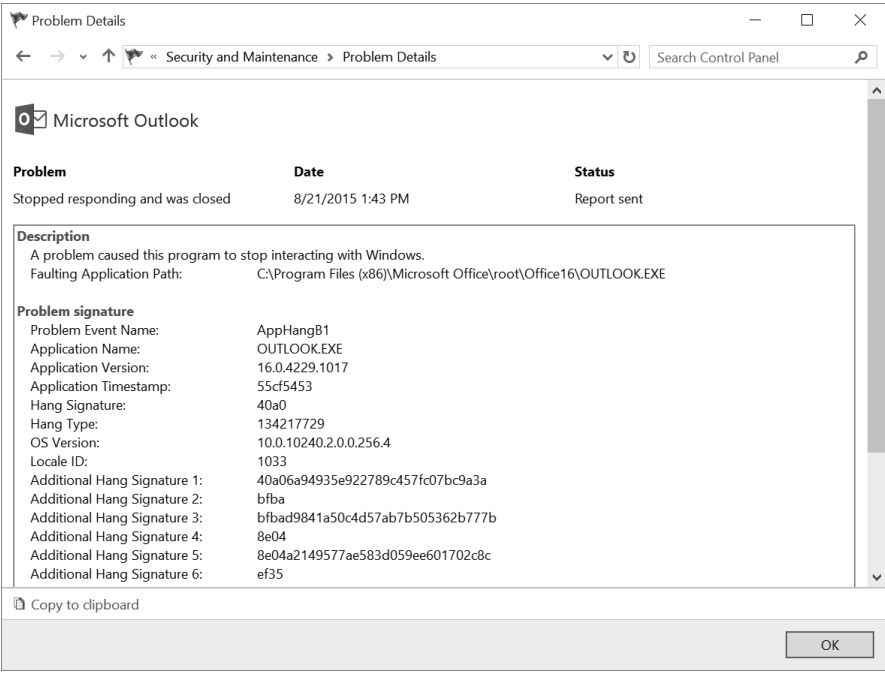 Problem Details
« Security and Maintenance > Problem Details
Search Control Panel
Microsoft Outlook
Problem Date Status
Stopped responding and was closed 8/21/2015 1:43 PM Report sent
Description
A problem caused this program to stop interacting with Windows.
Faulting Application Path: C:\Program Files (x86)\Microsoft Office\root\Office16\OUTLOOK.EXE
Problem signature
Problem Event Name: AppHangB1
Application Name: OUTLOOK.EXE
Application Version: 16.0.4229.1017
Application Timestamp: 55cf5453
Hang Signature: 40a0
Hang Type: 134217729
OS Version: 10.0.10240.2.0.0.256.4
Locale ID: 1033
Additional Hang Signature 1: 40a06a94935e922789c457fc07bc9a3a
Additional Hang Signature 2: bfba
Additional Hang Signature 3: bfbad9841a50c4d57ab7b505362b777b
Additional Hang Signature 4: 8e04
Additional Hang Signature 5: 8e04a2149577ae583d059ee601702c8c
Additional Hang Signature 6: ef35
Copy to clipboard
OK